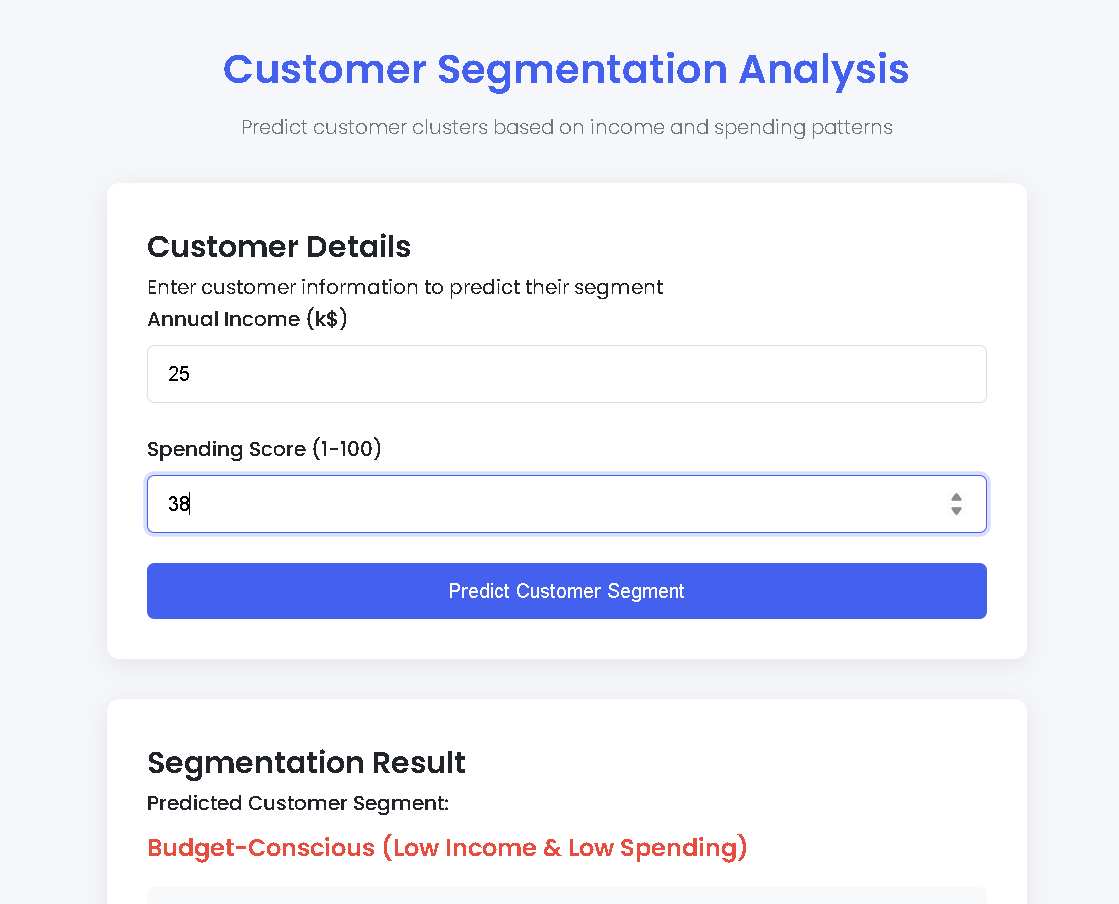 Customer Segmentation Analysis
Predict customer clusters based on income and spending patterns
Customer Details
Enter customer information to predict their segment
Annual Income (k$)
25
Spending Score (1-100)
38
Predict Customer Segment
Segmentation Result
Predicted Customer Segment:
Budget-Conscious (Low Income & Low Spending)